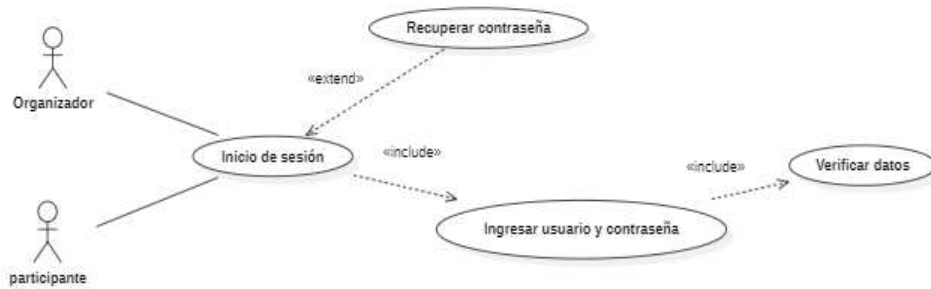 Recuperar contraseña
«extend»
Organizador
Inicio de sesión
«include»
«include»
Verificar datos
Ingresar usuario y contraseña
participante